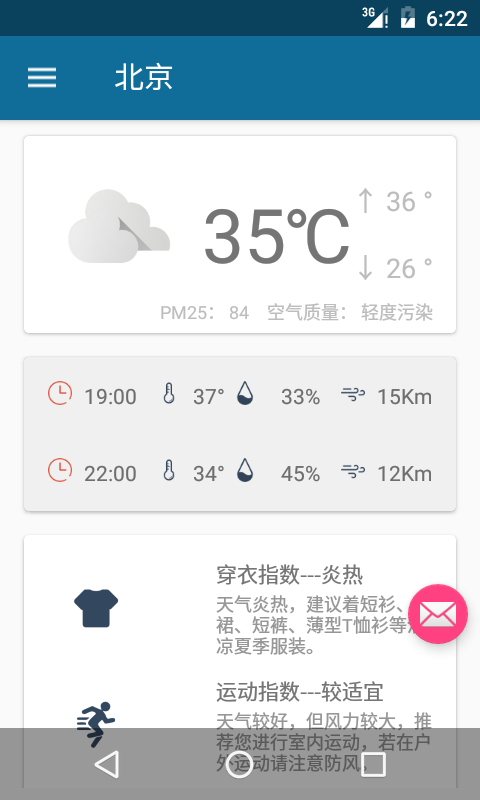 3G 6:22
北京
35℃
↑ 36 °
↓ 26 °
PM25： 84 空气质量： 轻度污染
19:00 37° 33% 15Km
22:00 34° 45% 12Km
穿衣指数---炎热
天气炎热，建议着短衫、
裙、短裤、薄型T恤衫等
凉夏季服装。
运动指数---较适宜
天气较好，但风力较大，推
荐您进行室内运动，若在户
外运动请注意防风。